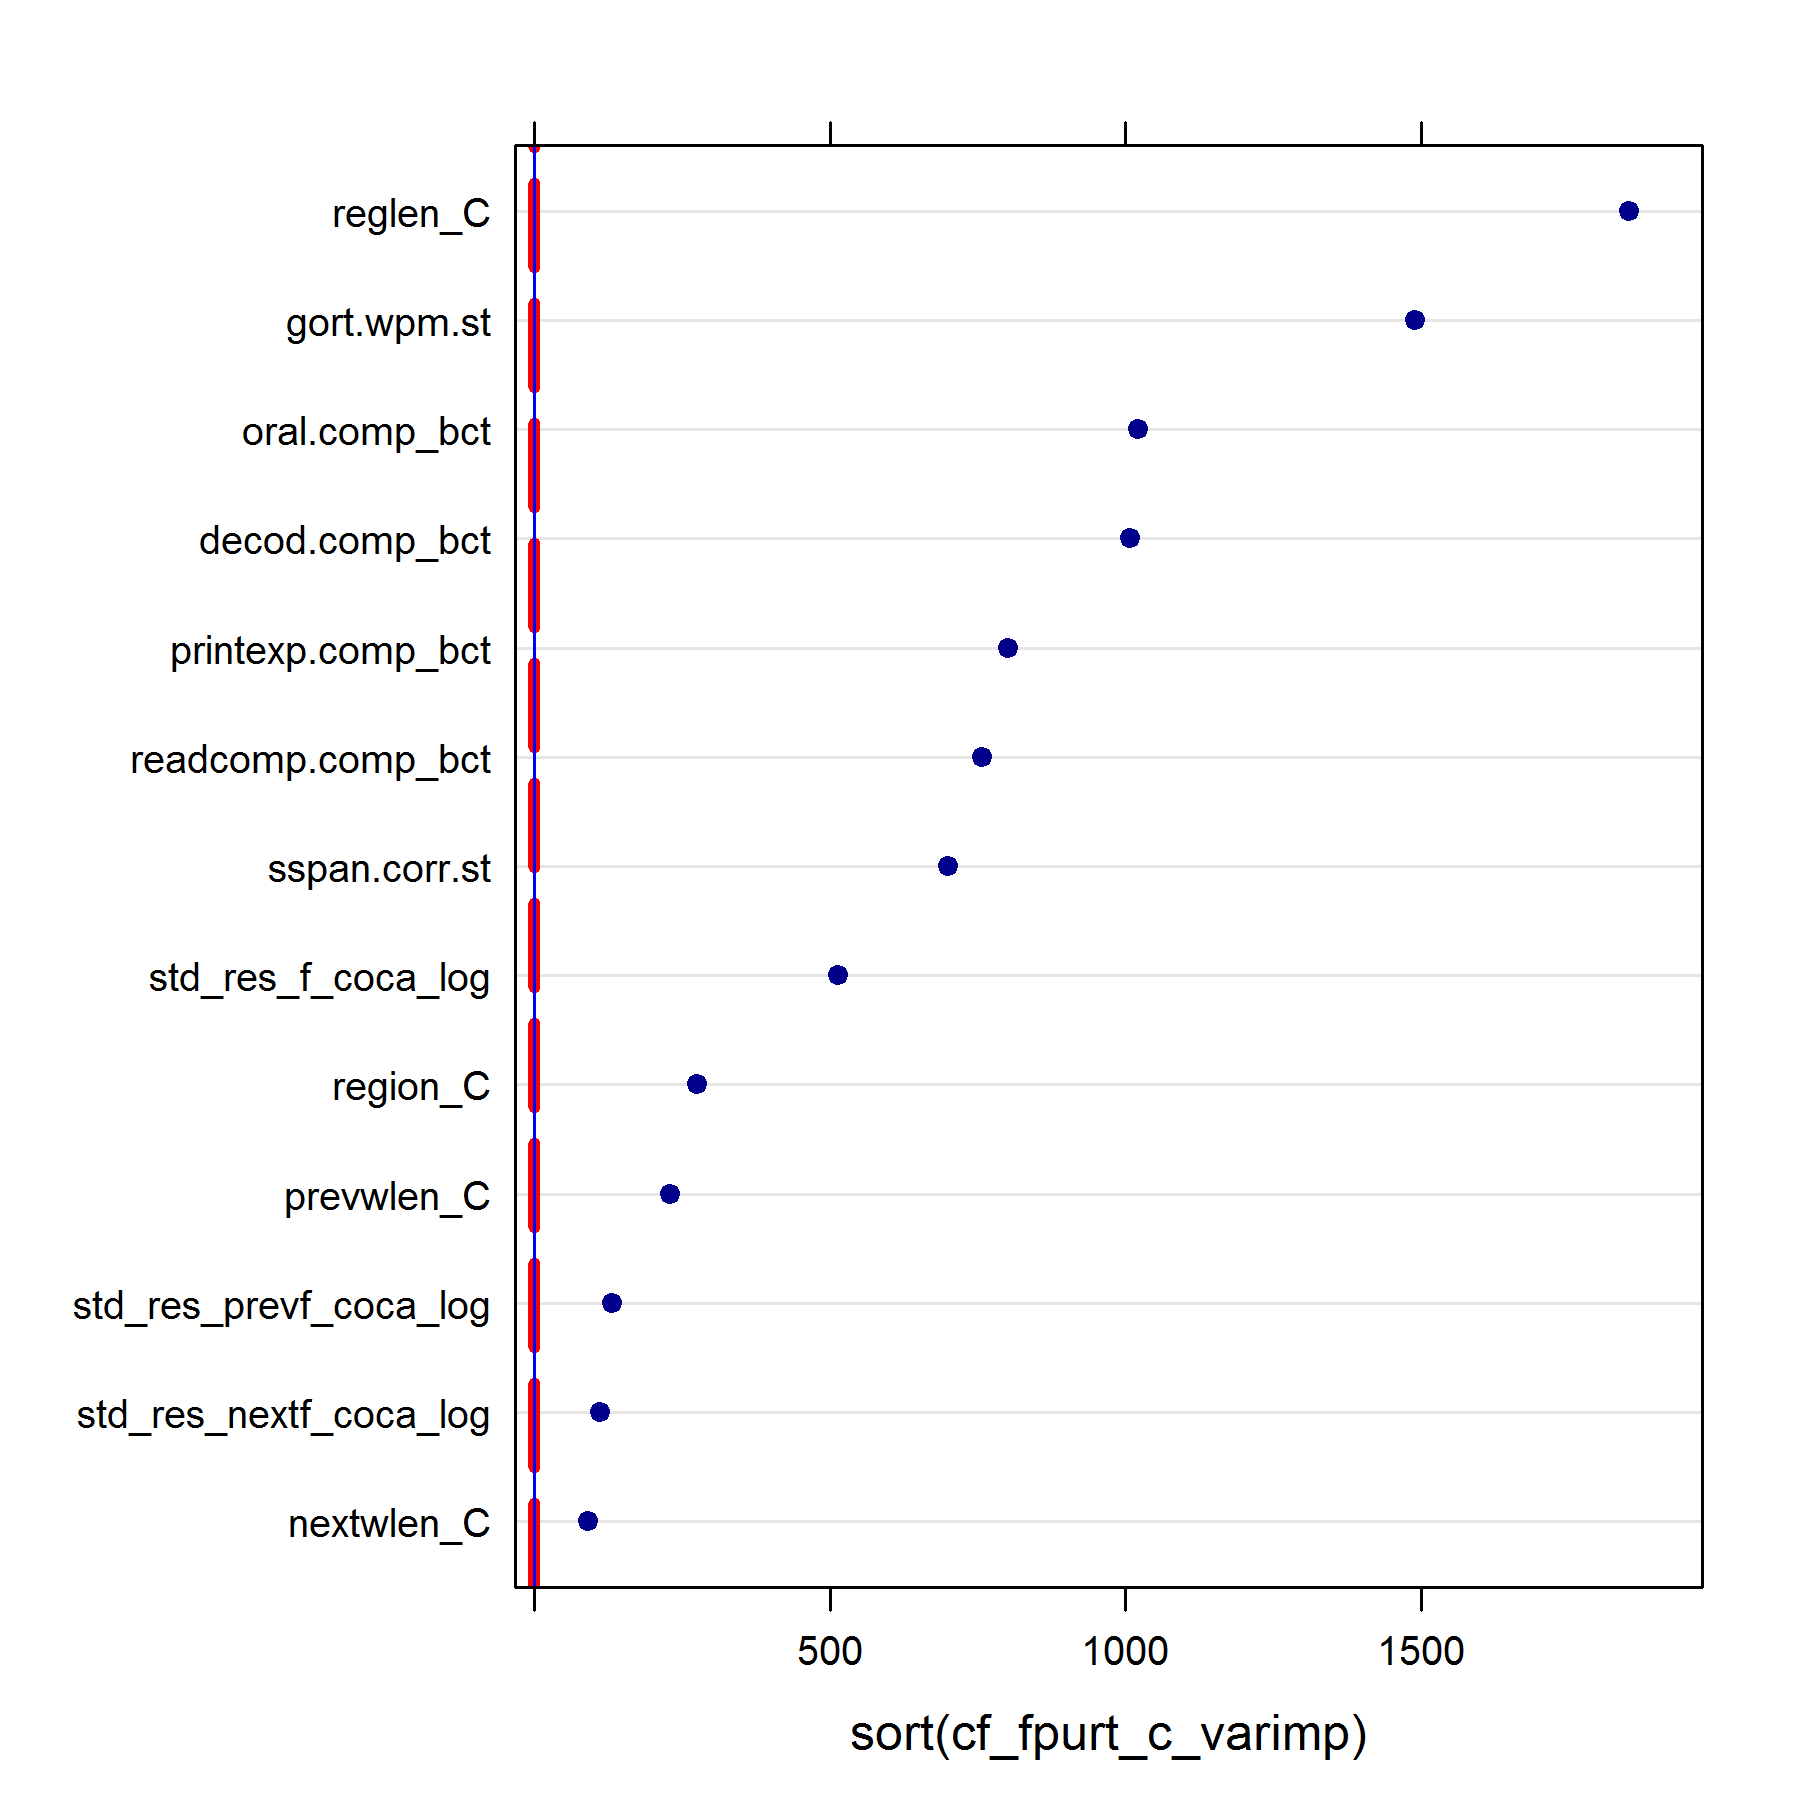 reglen_C
gort.wpm.st
oral.comp_bct
decod.comp_bct
printexp.comp_bct
readcomp.comp_bct
sspan.corr.st
std_res_f_coca_log
region_C
prevwlen_C
std_res_prevf_coca_log
std_res_nextf_coca_log
nextwlen_C
500 1000 1500
sort(cf_fpurt_c_varimp)